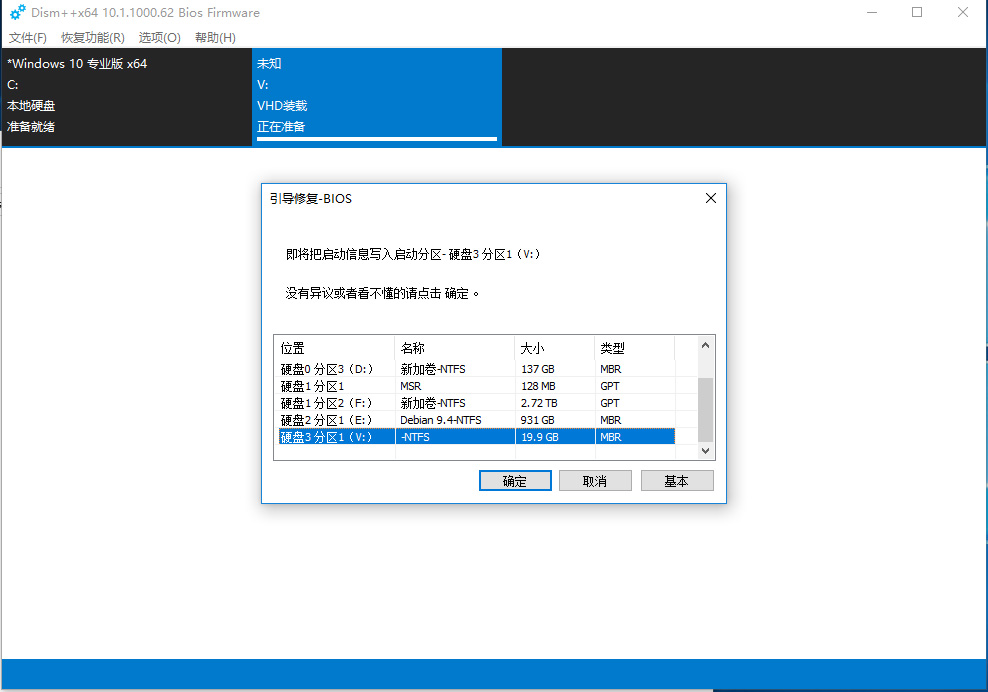 Dism++x64 10.1.1000.62 Bios Firmware
文件(F) 恢复功能(R) 选项(O) 帮助(H)
*Windows 10 专业版 x64
C:
本地硬盘
准备就绪
未知
V:
VHD装载
正在准备
引导修复-BIOS
即将把启动信息写入启动分区- 硬盘3 分区1（V:）
没有异议或者看不懂的请点击 确定 。
位置 名称 大小 类型
硬盘0 分区3（D:） 新加卷-NTFS 137 GB MBR
硬盘1 分区1 MSR 128 MB GPT
硬盘1 分区2（F:） 新加卷-NTFS 2.72 TB GPT
硬盘2 分区1（E:） Debian 9.4-NTFS 931 GB MBR
硬盘3 分区1（V:） -NTFS 19.9 GB MBR
确定 取消 基本